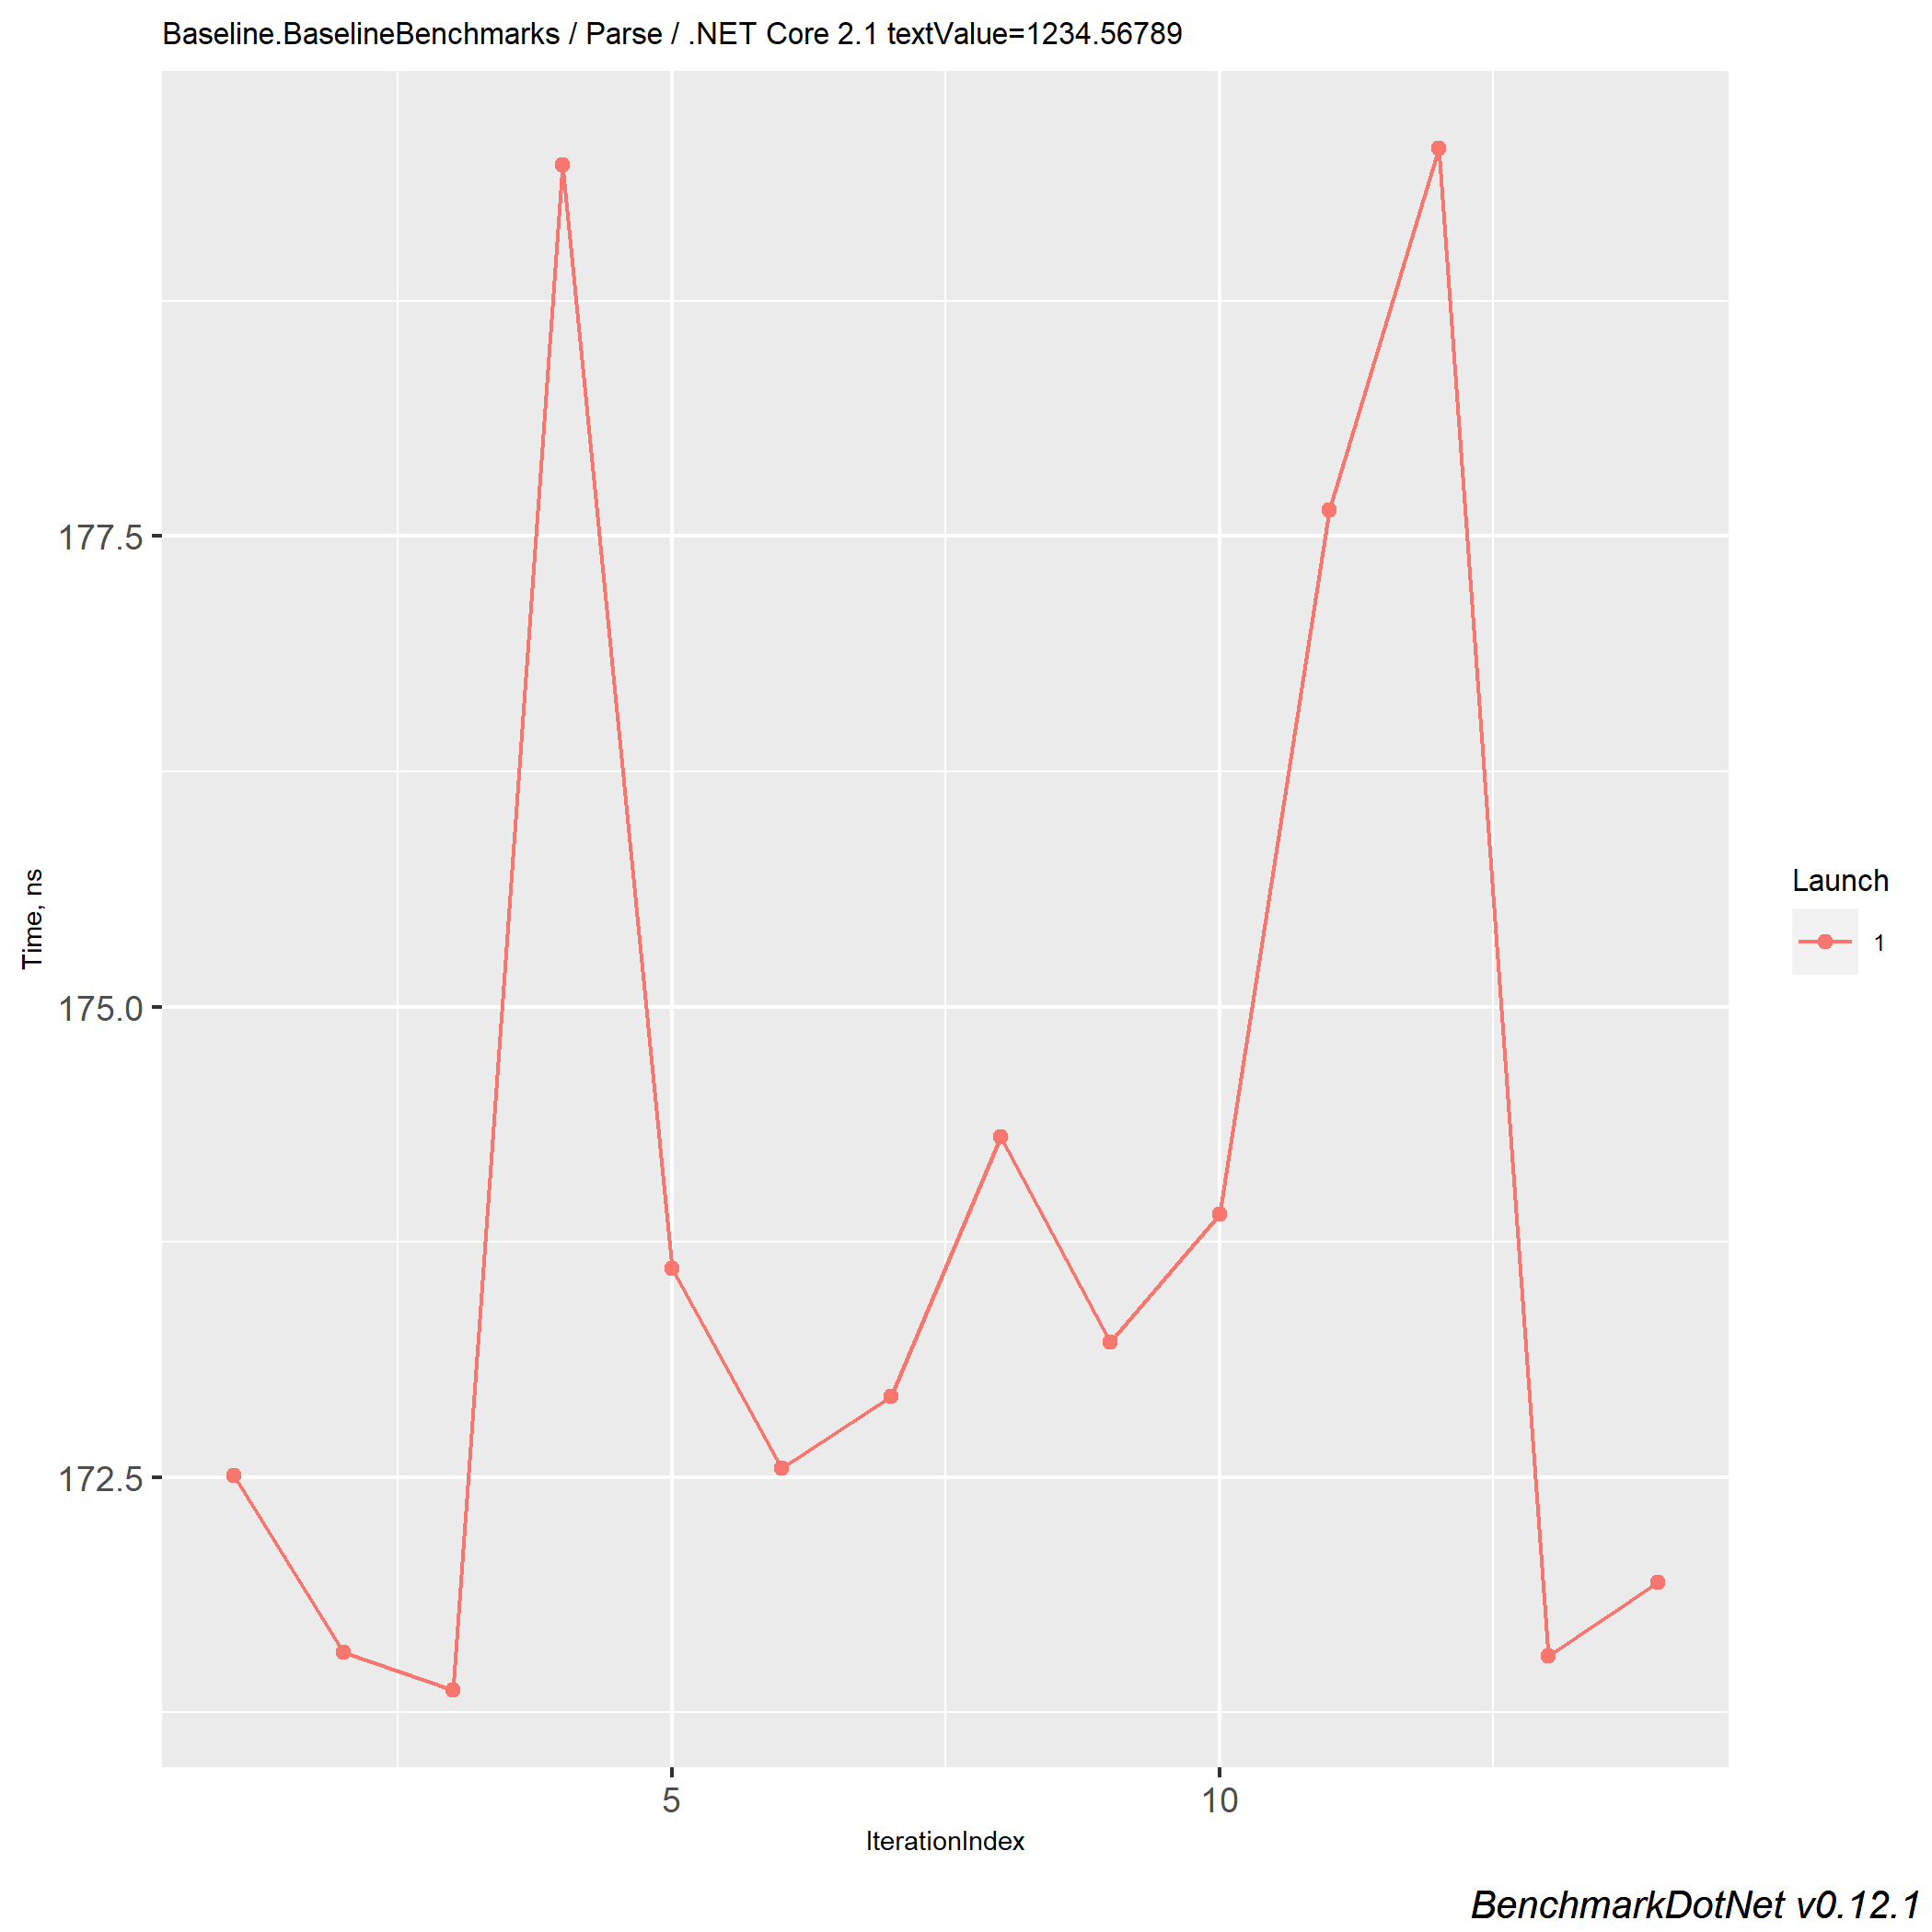 Baseline.BaselineBenchmarks / Parse / .NET Core 2.1 textValue=1234.56789
177.5
175.0
172.5
Time, ns
5
10
IterationIndex
Launch
1
BenchmarkDotNet v0.12.1